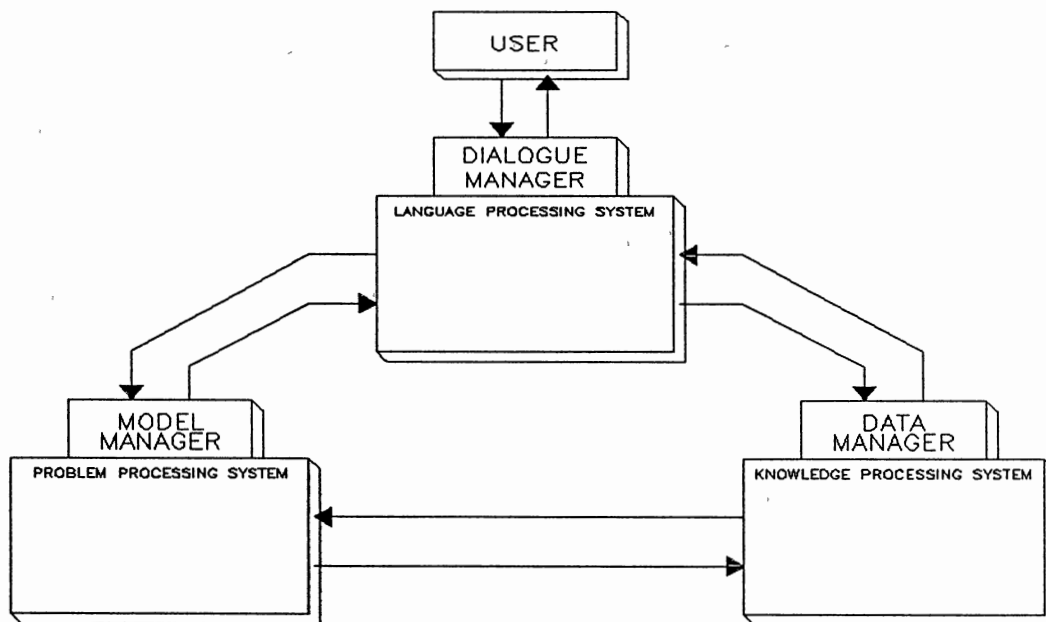 USER
DIALOGUE
MANAGER
LANGUAGE PROCESSING SYSTEM
MODEL
MANAGER
PROBLEM PROCESSING SYSTEM
DATA
MANAGER
KNOWLEDGE PROCESSING SYSTEM